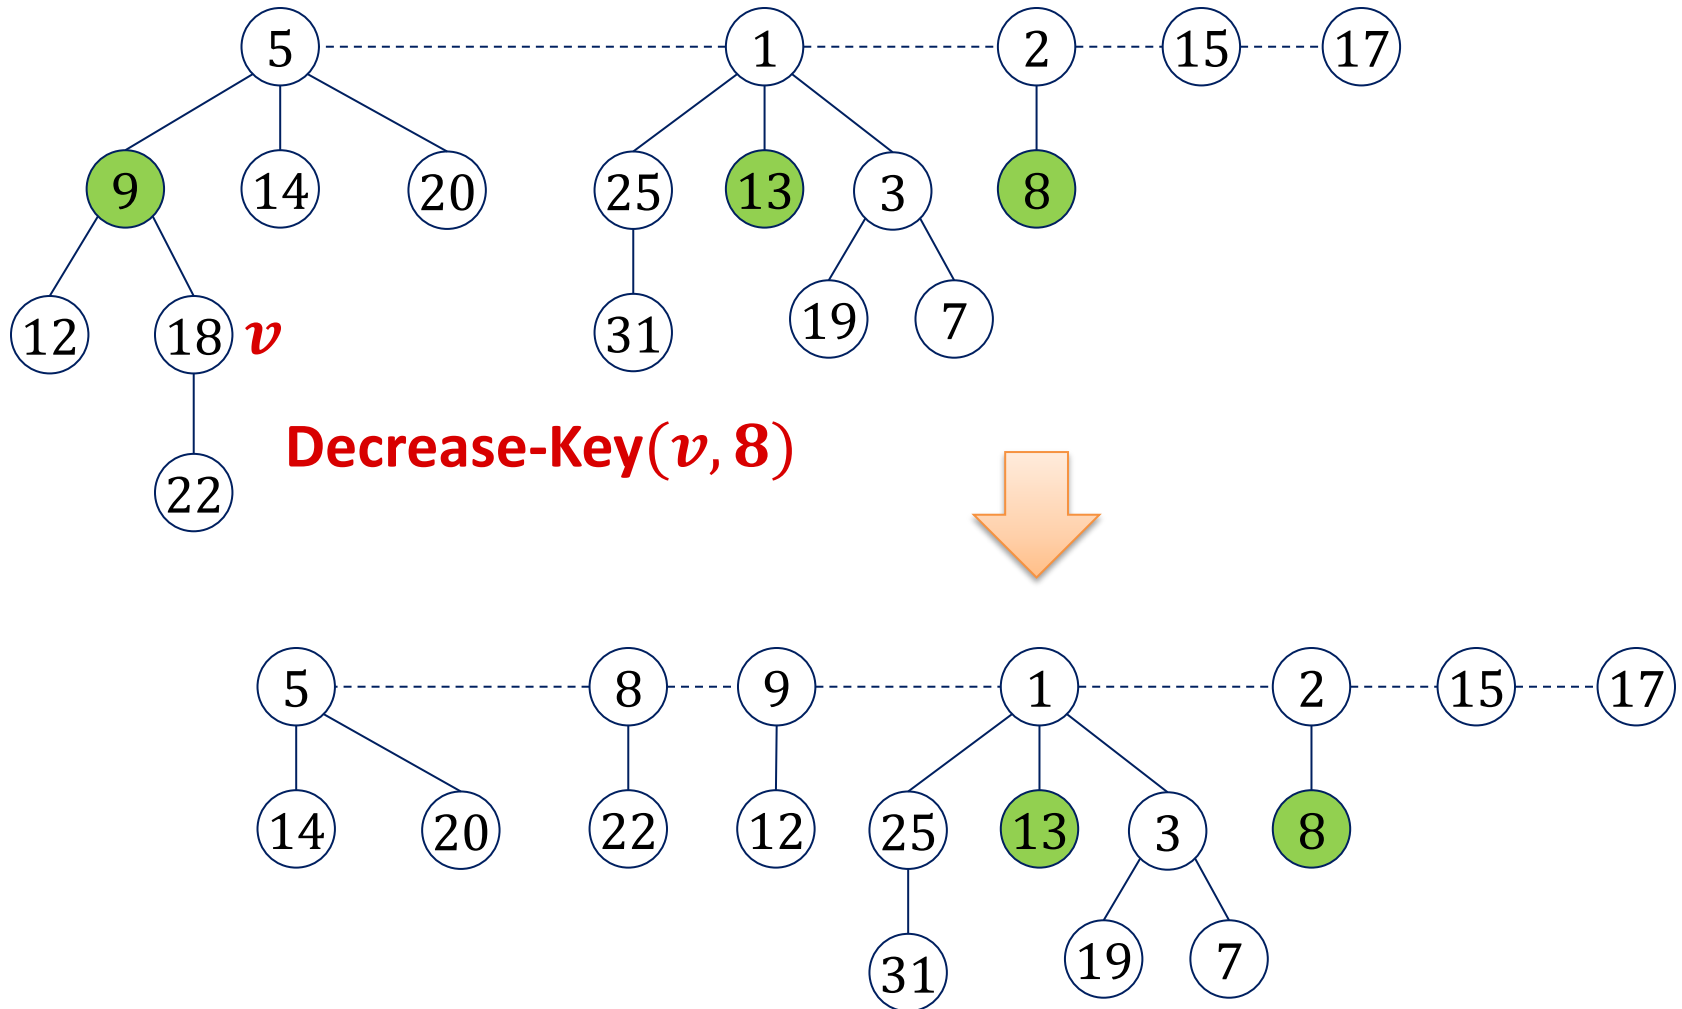 5 1 2 15 17
9 14 20 25 13 3 8
12 18 v 31 19 7
22
Decrease-Key(v, 8)
5 8 9 1 2 15 17
14 20 22 12 25 13 3 8
31 19 7